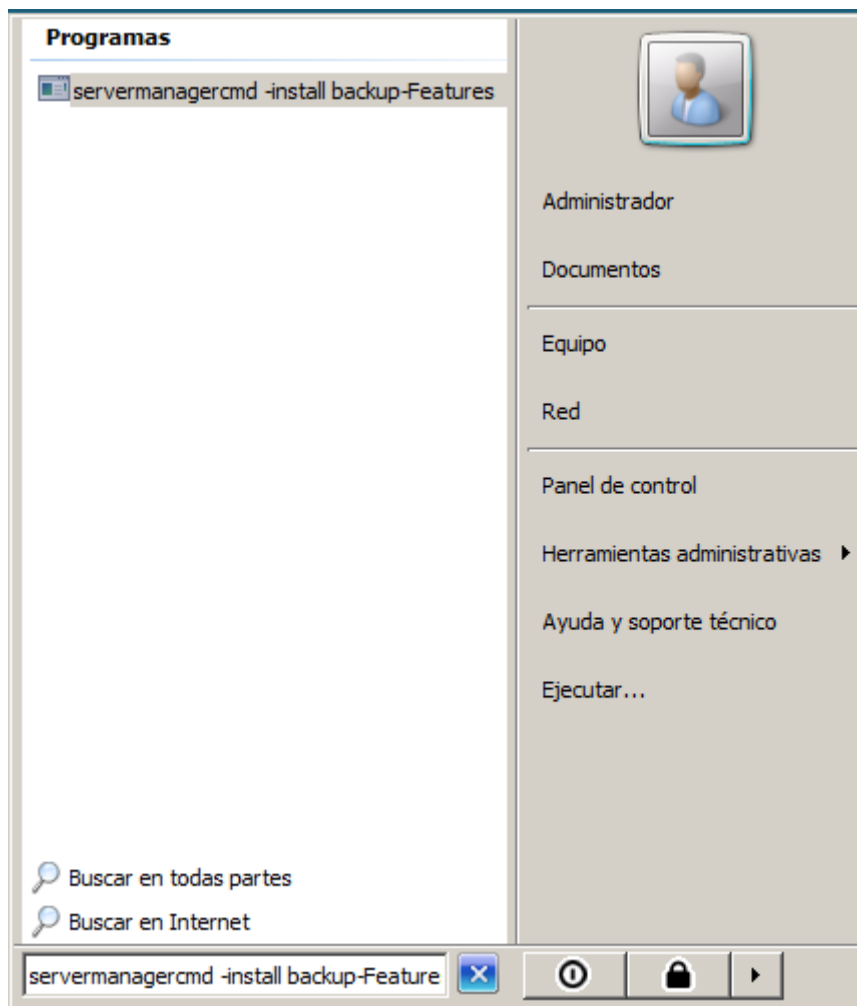 Programas
servermanagercmd -install backup-Features
Administrador
Documentos
Equipo
Red
Panel de control
Herramientas administrativas
Ayuda y soporte técnico
Ejecutar...
Buscar en todas partes
Buscar en Internet
servermanagercmd -install backup-Feature